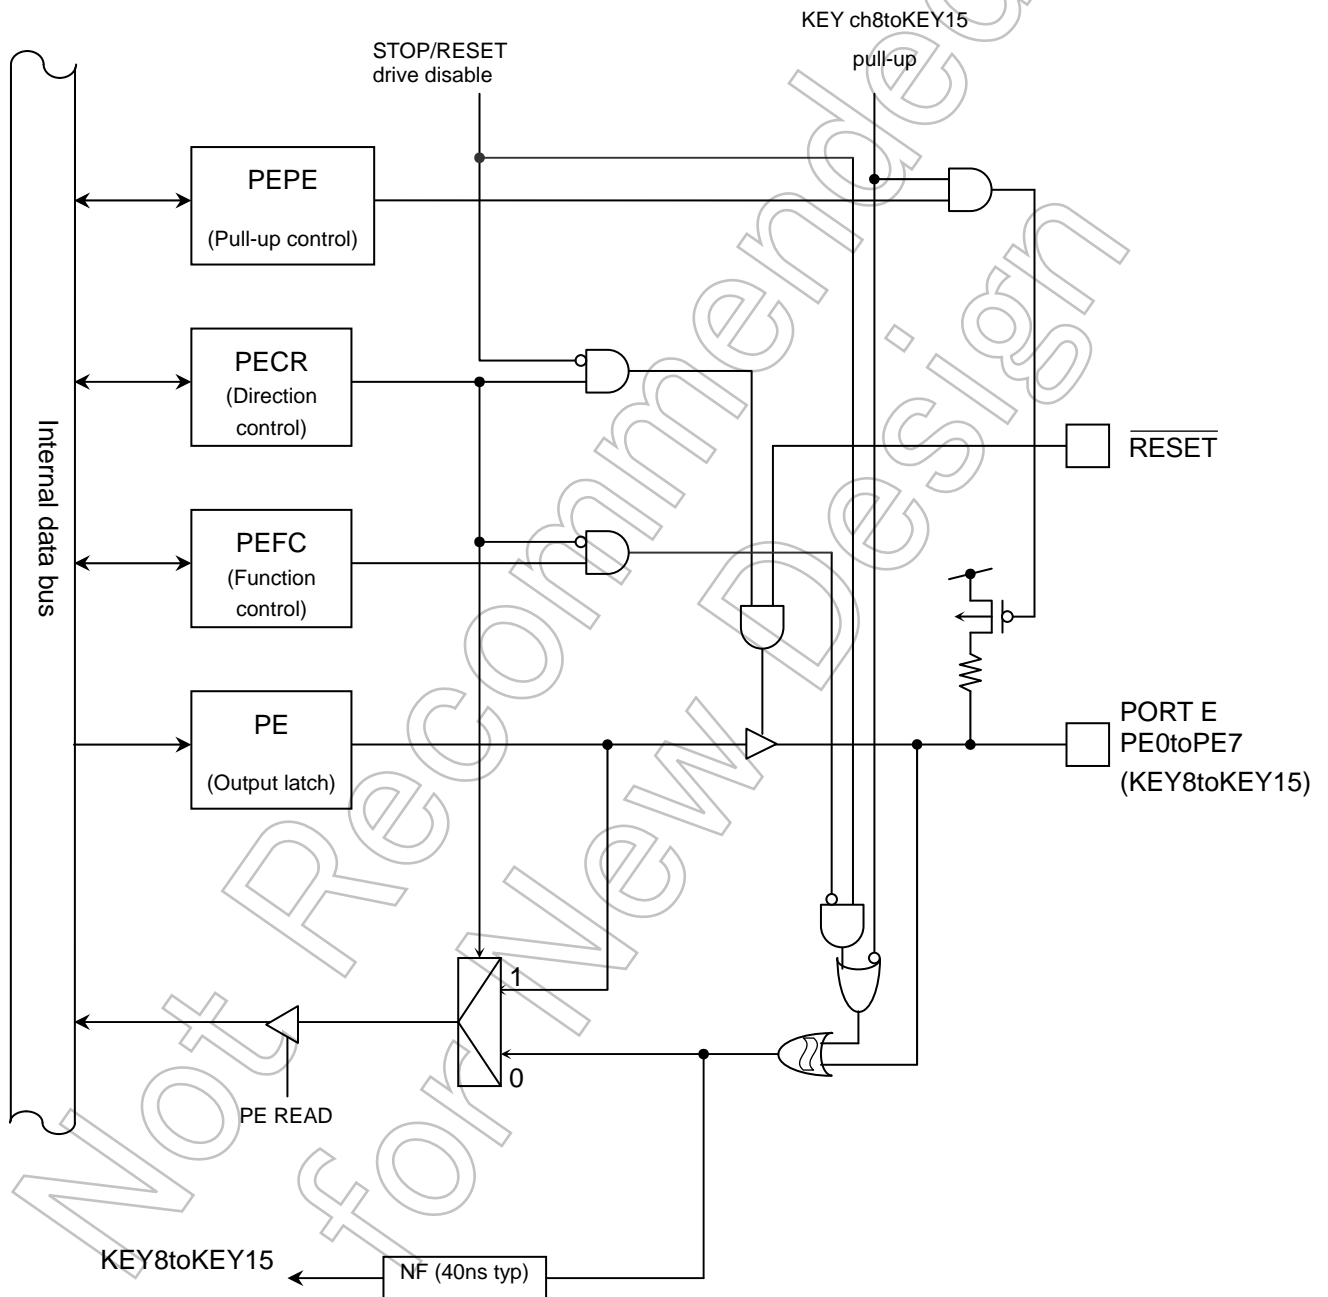 KEY ch8toKEY15
pull-up
STOP/RESET
drive disable
PEPE
(Pull-up control)
PECR
(Direction
control)
Internal data bus
RESET
PEFC
(Function
control)
PE
(Output latch)
PORT E
PE0toPE7
(KEY8toKEY15)
1
0
PE READ
KEY8toKEY15
NF (40ns typ)
Not Recommended
for New Design